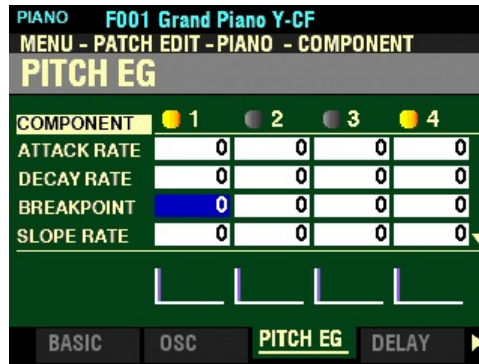 PIANO F001 Grand Piano Y-CF
MENU - PATCH EDIT - PIANO - COMPONENT
PITCH EG
COMPONENT 1 2 3 4
ATTACK RATE 0 0 0 0
DECAY RATE 0 0 0 0
BREAKPOINT 0 0 0 0
SLOPE RATE 0 0 0 0
BASIC OSC PITCH EG DELAY